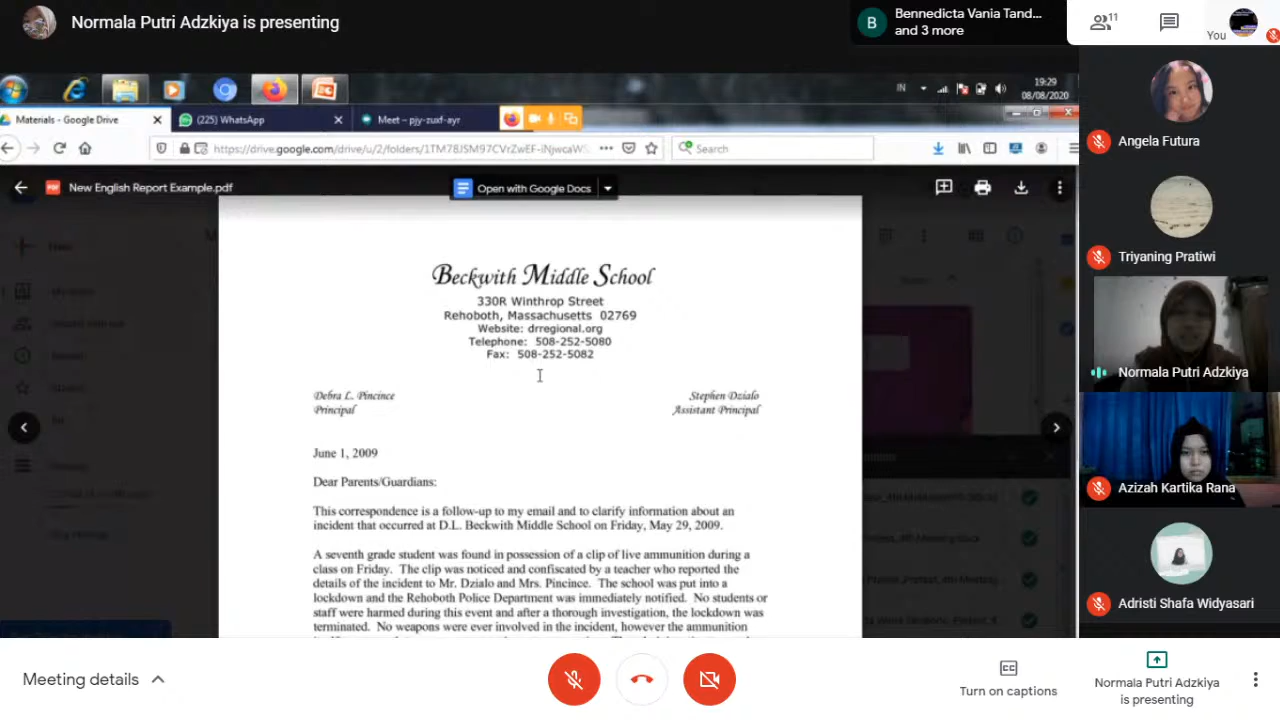 Normala Putri Adzkiya is presenting
B
Bennedicta Vania Tand...
and 3 more
11
You
IN
19:29
08/08/2020
Materials - Google Drive
(225) WhatsApp
Meet – pjy-zuxf-ayr
https://drive.google.com/drive/u/2/folders/
Search
New English Report Example.pdf
Open with Google Docs
Beckwith Middle School
330R Winthrop Street
Rehoboth, Massachusetts 02769
Website: drregional.org
Telephone: 508-252-5080
Fax: 508-252-5082
Debra L. Pincince
Principal
Stephen Dzialo
Assistant Principal
June 1, 2009
Dear Parents/Guardians:
This correspondence is a follow-up to my email and to clarify information about an
incident that occurred at D.L. Beckwith Middle School on Friday, May 29, 2009.
A seventh grade student was found in possession of a clip of live ammunition during a
class on Friday. The clip was noticed and confiscated by a teacher who reported the
details of the incident to Mr. Dzialo and Mrs. Pincince. The school was put into a
lockdown and the Rehoboth Police Department was immediately notified. No students or
staff were harmed during this event and after a thorough investigation, the lockdown was
terminated. No weapons were ever involved in the incident, however the ammunition
Angela Futura
Triyaning Pratiwi
Normala Putri Adzkiya
Azizah Kartika Rana
Adristi Shafa Widyasari
Meeting details
Turn on captions
Normala Putri Adzkiya
is presenting